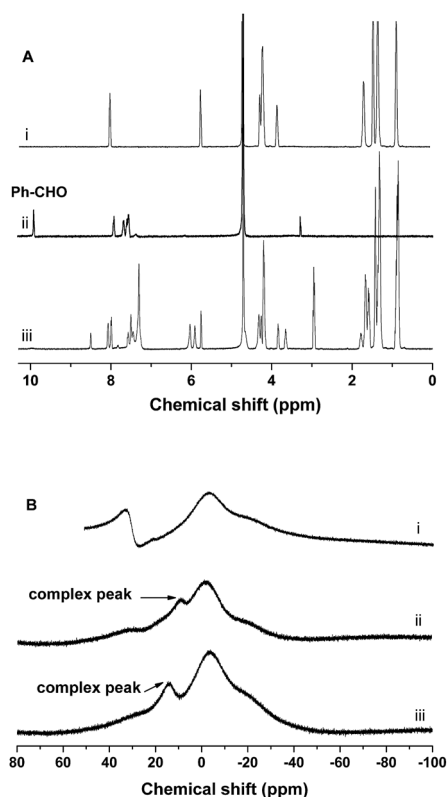 A
i
Ph-CHO
ii
iii
10 8 6 4 2 0
Chemical shift (ppm)
B
i
complex peak
ii
complex peak
iii
80 60 40 20 0 -20 -40 -60 -80 -100
Chemical shift (ppm)